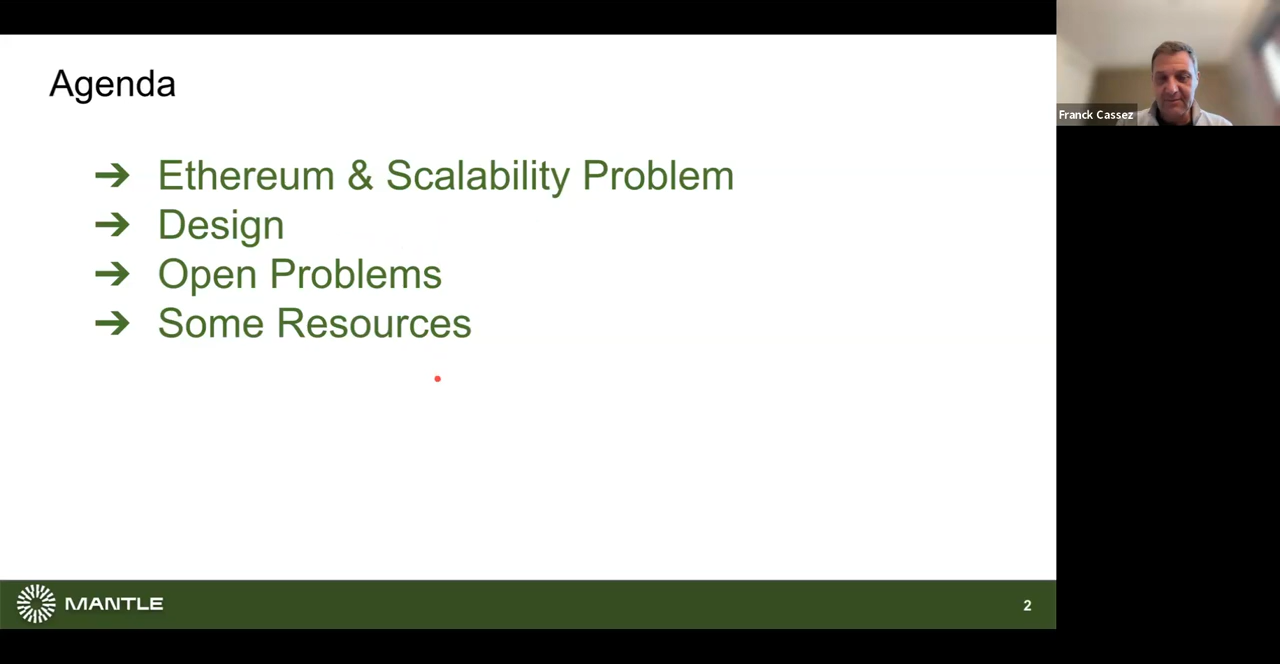 Agenda
➔ Ethereum & Scalability Problem
➔ Design
➔ Open Problems
➔ Some Resources
MANTLE
2
Franck Cassez